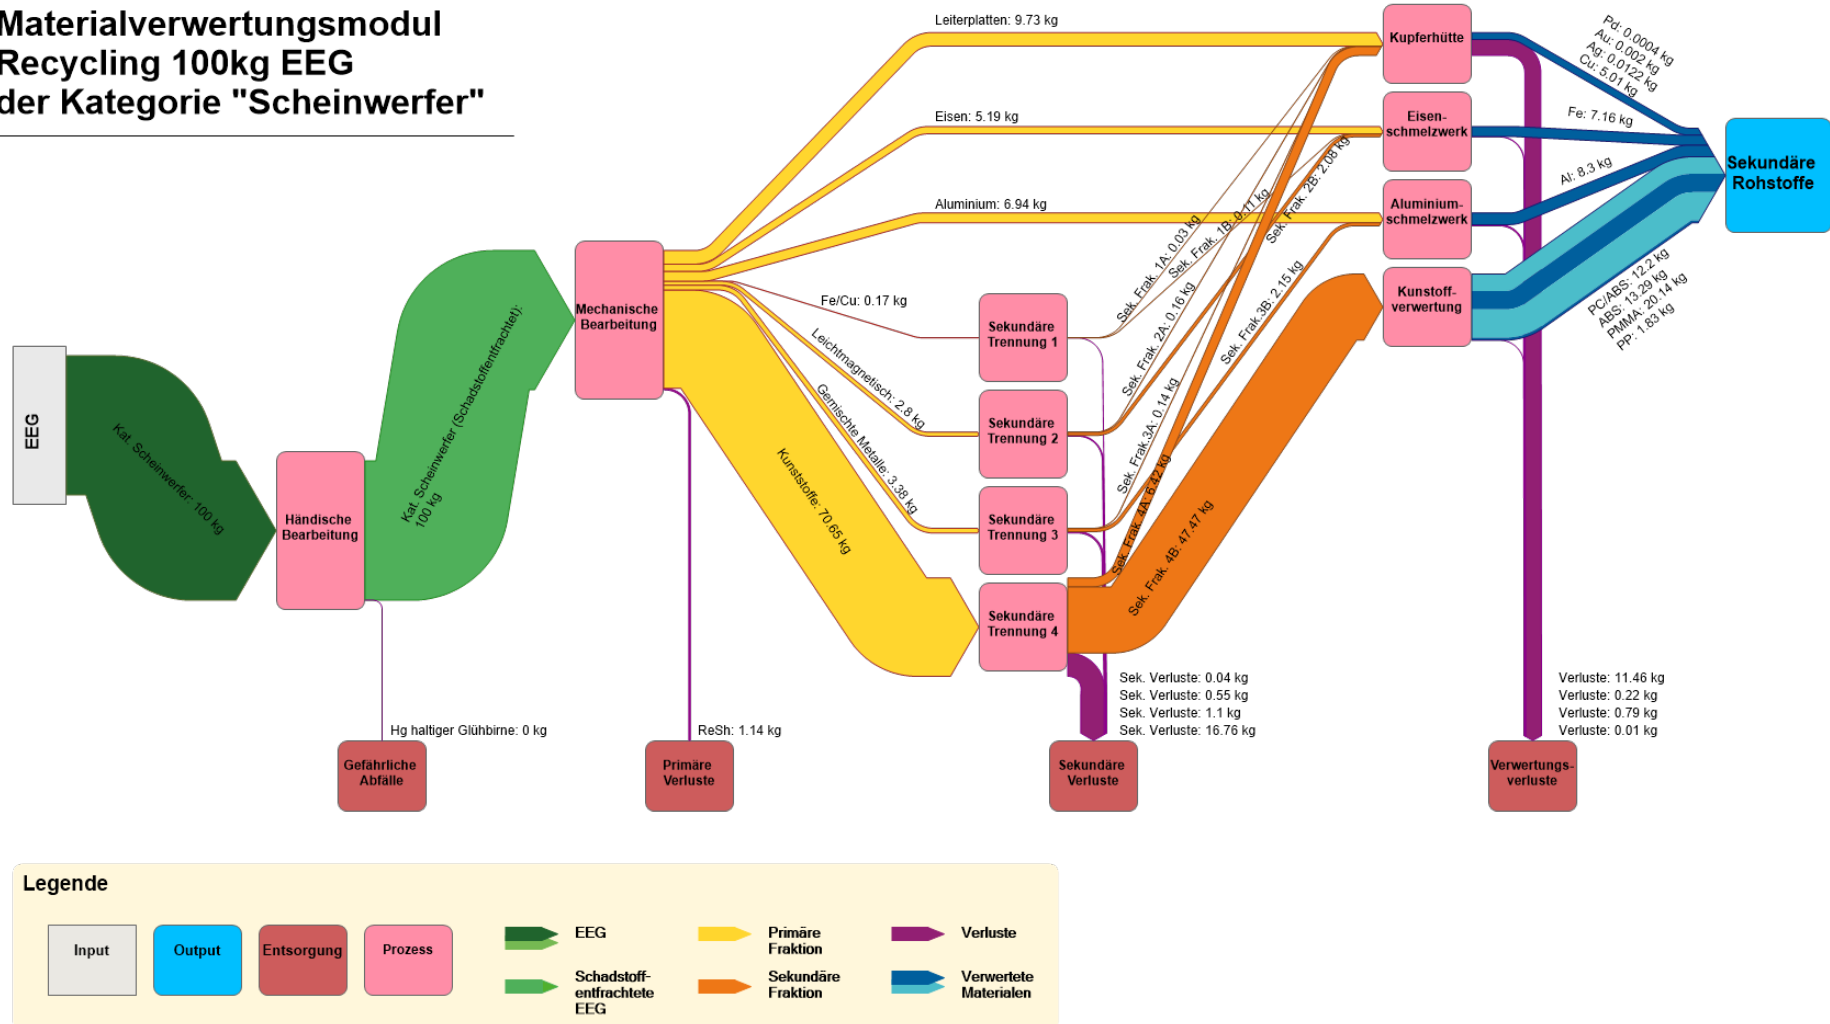 Materialverwertungsmodul
Recycling 100kg EEG
der Kategorie "Scheinwerfer"
EEG
Kat. Scheinwerfer: 100 kg
Händische
Bearbeitung
Kat. Scheinwerfer (Schadstoffentfrachtet):
100 kg
Hg haltiger Glühbirne: 0 kg
Gefährliche
Abfälle
Mechanische
Bearbeitung
ReSh: 1.14 kg
Primäre
Verluste
Leiterplatten: 9.73 kg
Eisen: 5.19 kg
Aluminium: 6.94 kg
Fe/Cu: 0.17 kg
Leichtmagnetisch: 2.8 kg
Gemischte Metalle: 3.38 kg
Kunststoffe: 70.65 kg
Sekundäre
Trennung 1
Sekundäre
Trennung 2
Sekundäre
Trennung 3
Sekundäre
Trennung 4
Sek. Frak. 1A: 0.03 kg
Sek. Frak. 1B: 0.11 kg
Sek. Frak. 2A: 0.16 kg
Sek. Frak. 2B: 2.08 kg
Sek. Frak.3A: 0.14 kg
Sek. Frak.3B: 2.15 kg
Sek. Frak. 4A: 6.42 kg
Sek. Frak. 4B: 47.47 kg
Sek. Verluste: 0.04 kg
Sek. Verluste: 0.55 kg
Sek. Verluste: 1.1 kg
Sek. Verluste: 16.76 kg
Sekundäre
Verluste
Kupferhütte
Eisen-
schmelzwerk
Aluminium-
schmelzwerk
Kunstoff-
verwertung
Pd: 0.0004 kg
Au: 0.002 kg
Ag: 0.0122 kg
Cu: 5.01 kg
Fe: 7.16 kg
Al: 8.3 kg
PC/ABS: 12.2 kg
ABS: 13.29 kg
PMMA: 20.14 kg
PP: 1.83 kg
Verluste: 11.46 kg
Verluste: 0.22 kg
Verluste: 0.79 kg
Verluste: 0.01 kg
Verwertungs-
verluste
Sekundäre
Rohstoffe
Legende
Input
Output
Entsorgung
Prozess
EEG
Schadstoff-
entfrachtete
EEG
Primäre
Fraktion
Sekundäre
Fraktion
Verluste
Verwertete
Materialen